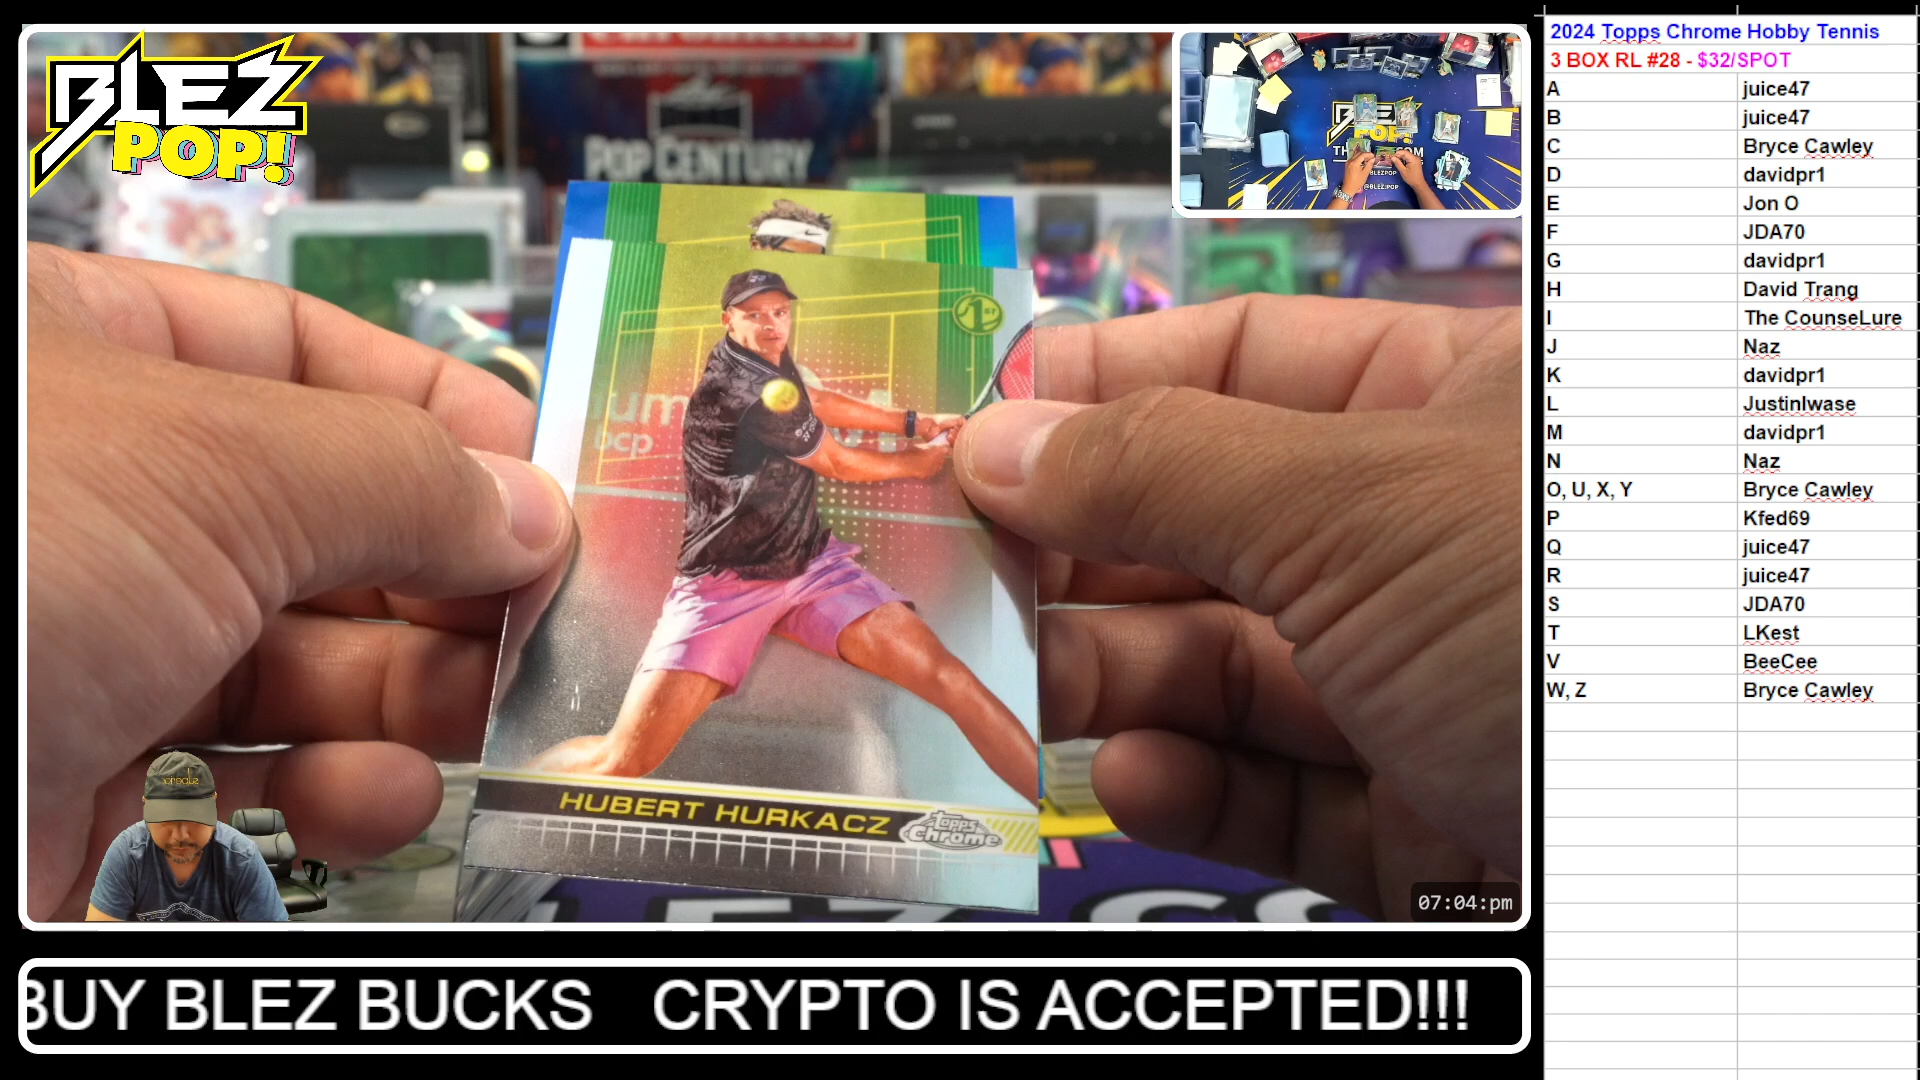 BLEZ
POP!
POP CENTURY
1ST
HUBERT HURKACZ
Topps
Chrome
07:04:pm
BUY BLEZ BUCKS CRYPTO IS ACCEPTED!!!
2024 Topps Chrome Hobby Tennis
3 BOX RL #28 - $32/SPOT
A juice47
B juice47
C Bryce Cawley
D davidpr1
E Jon O
F JDA70
G davidpr1
H David Trang
I The CounseLure
J Naz
K davidpr1
L JustinIwase
M davidpr1
N Naz
O, U, X, Y Bryce Cawley
P Kfed69
Q juice47
R juice47
S JDA70
T LKest
V BeeCee
W, Z Bryce Cawley